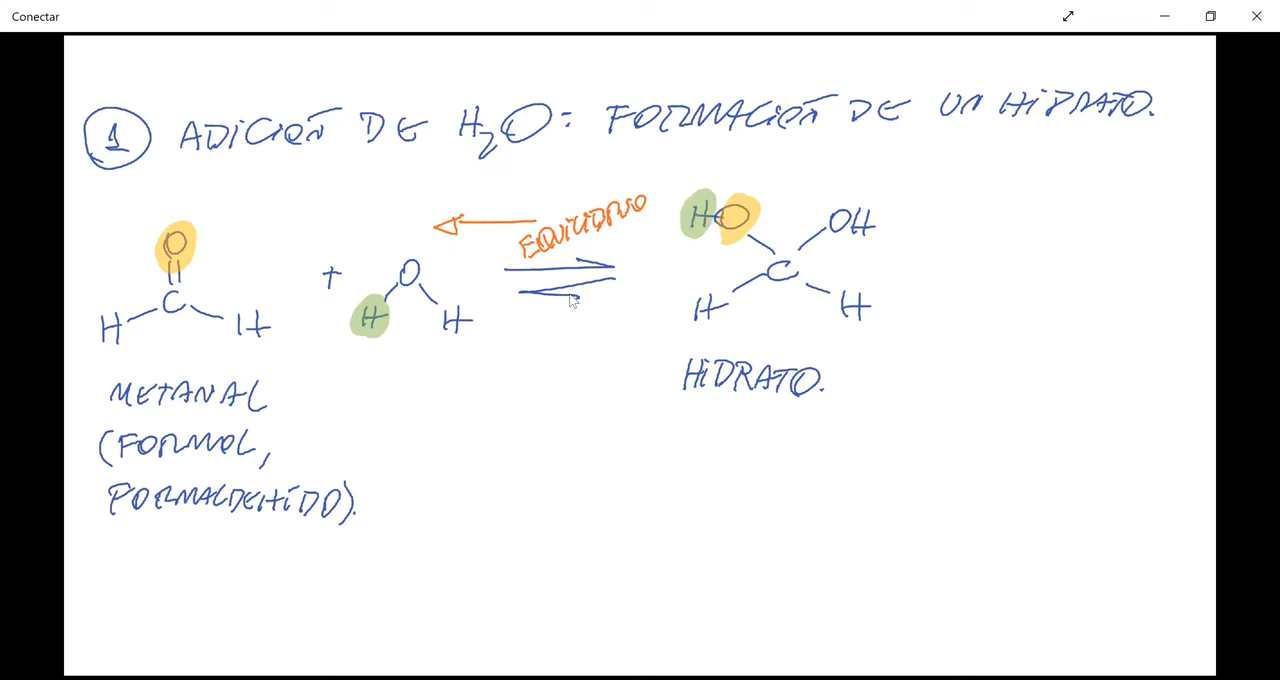 Conectar
1 ADICIÓN DE H2O: FORMACIÓN DE UN HIDRATO.
EQUILIBRIO
O HO OH
+ O
C C
H H H H H H
METANAL HIDRATO.
(FORMOL,
FORMALDEHÍDO).